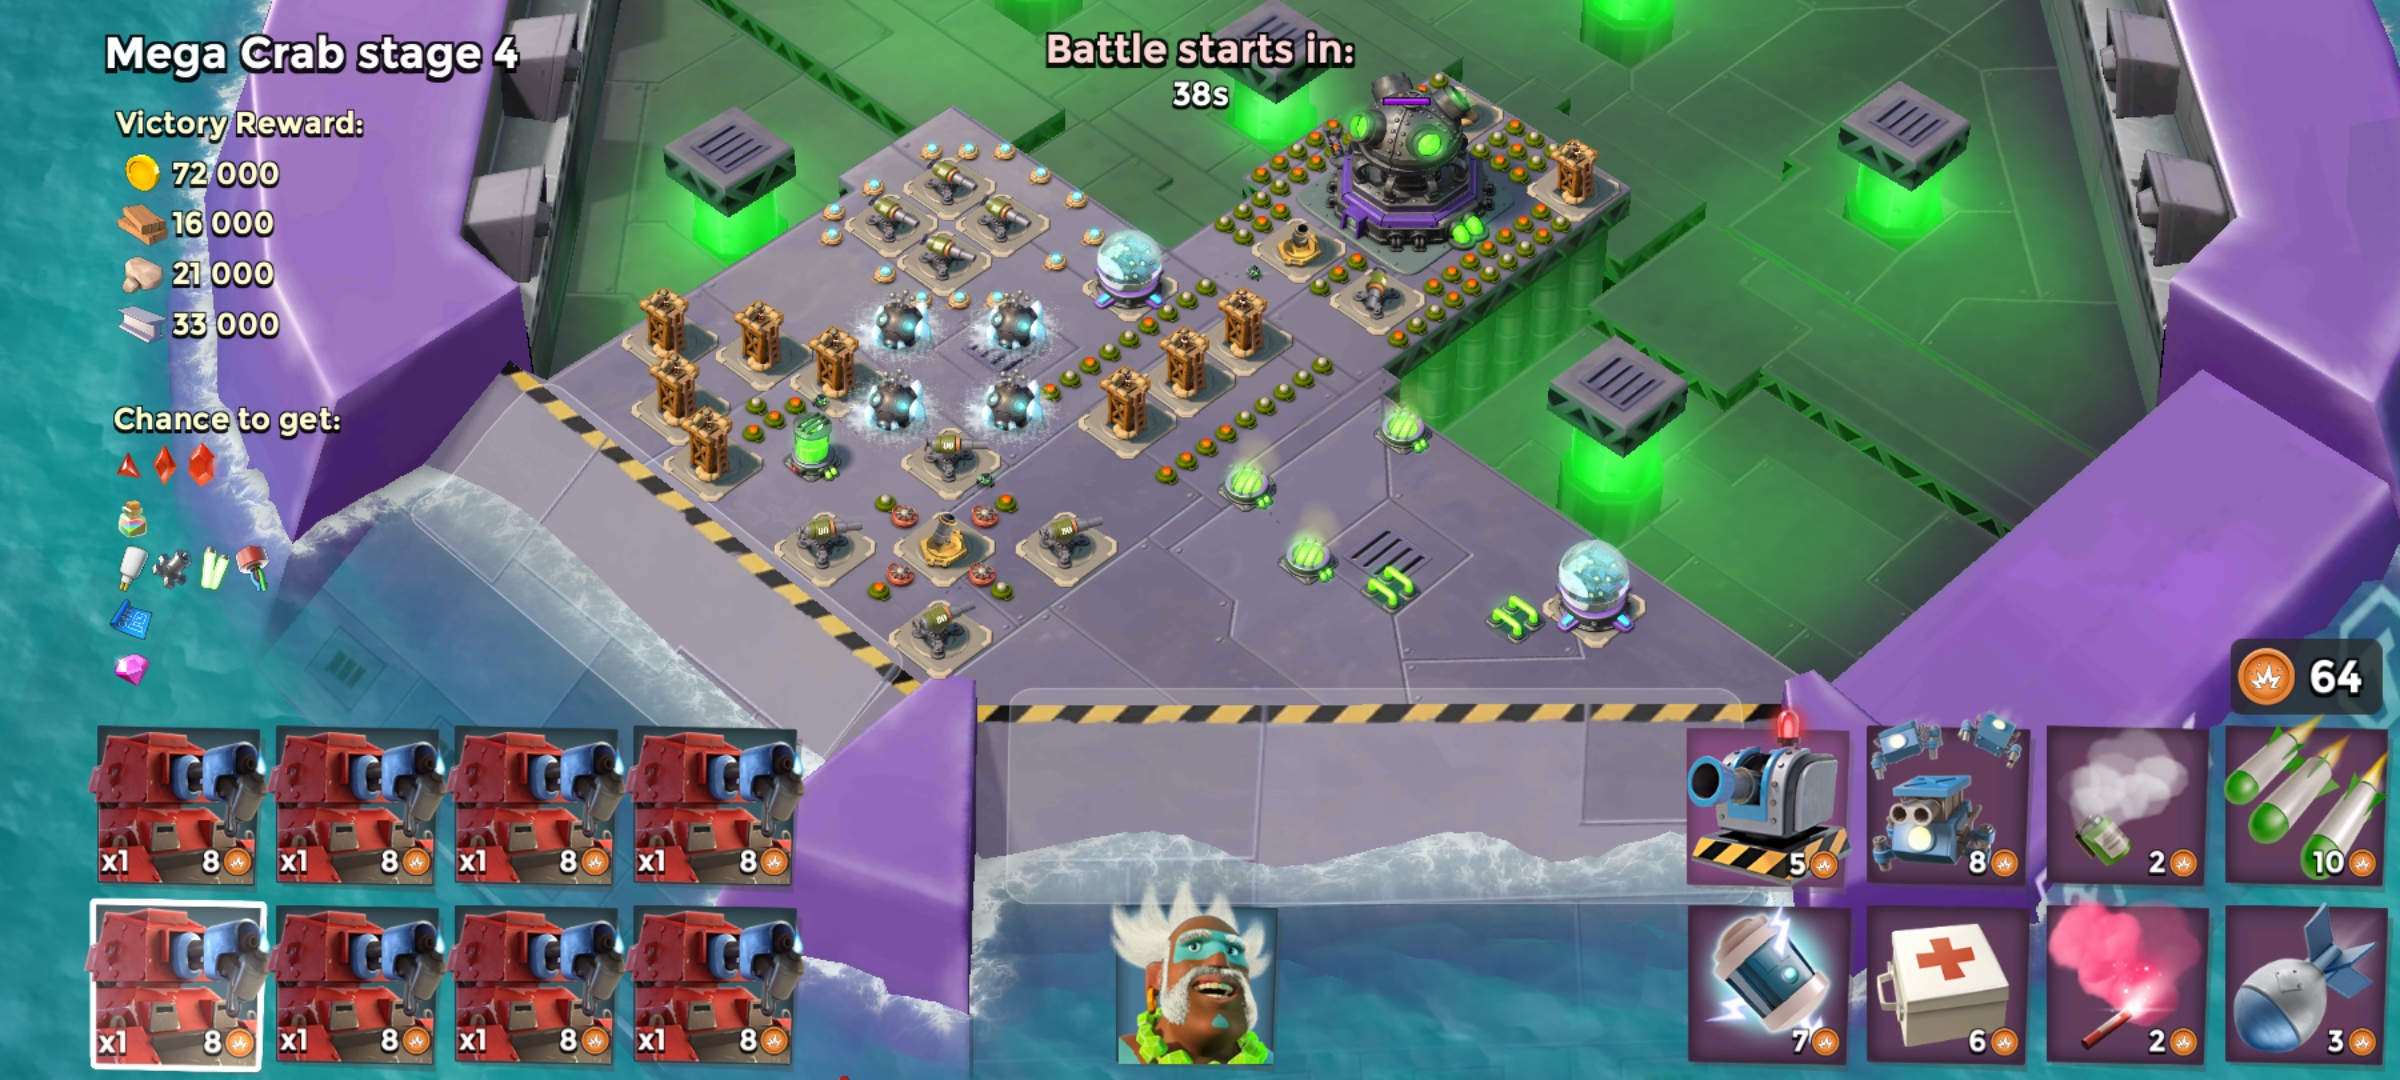 Mega Crab stage 4
Battle starts in:
38s
Victory Reward:
72 000
16 000
21 000
33 000
Chance to get:
64
x1 8
x1 8
x1 8
x1 8
5
8
2
10
x1 8
x1 8
x1 8
x1 8
7
6
2
3